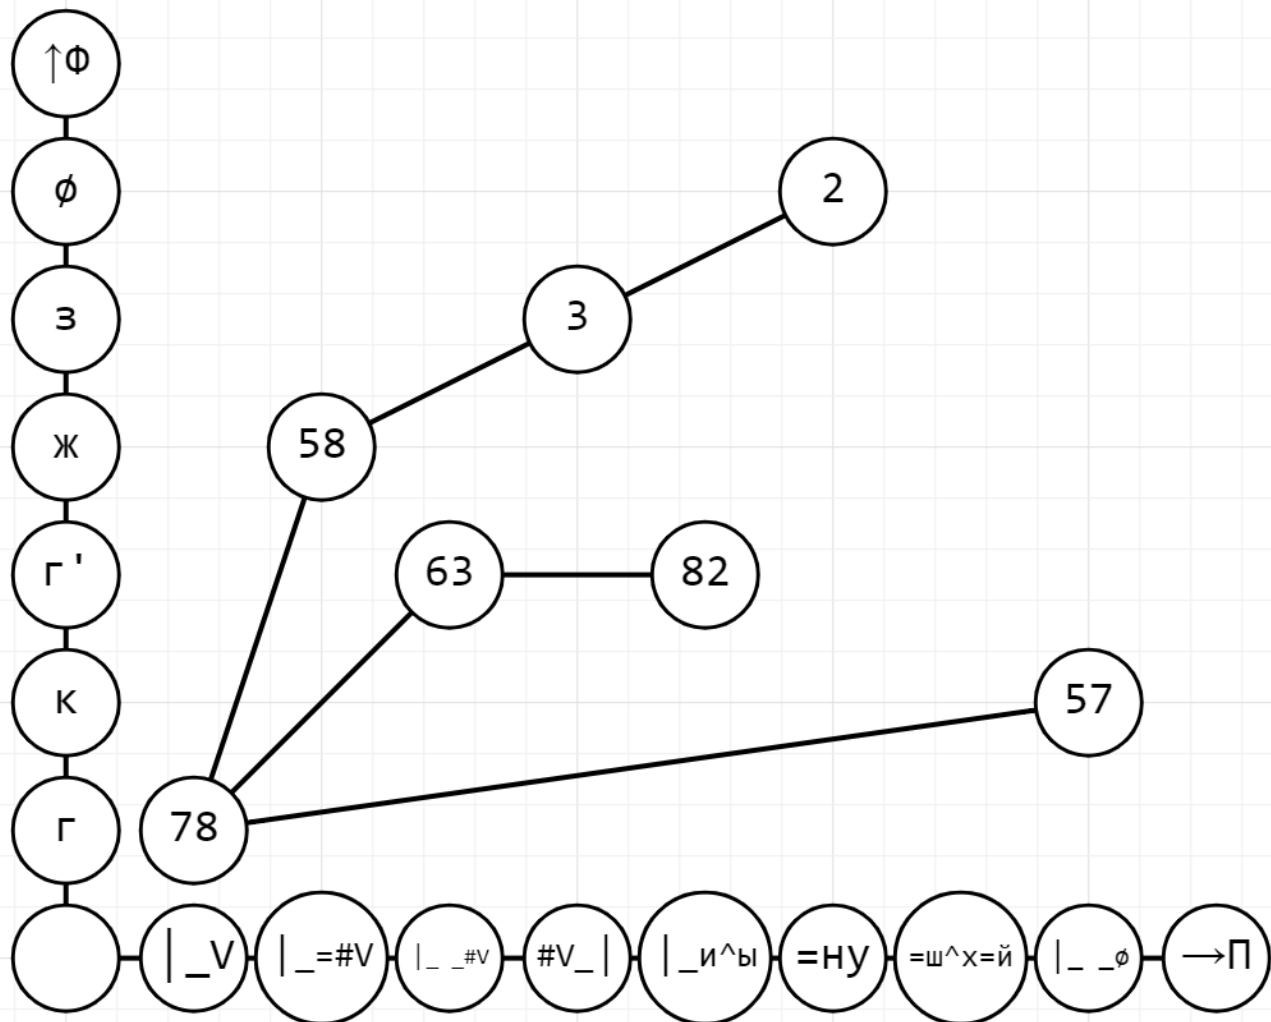 ↑Ф
ø
2
з
3
ж
58
г'
63
82
к
57
г
78
|_V
|_=#V
|_ _#V
#V_|
|_и^ы
=ну
=ш^х=й
|_ _ø
→П